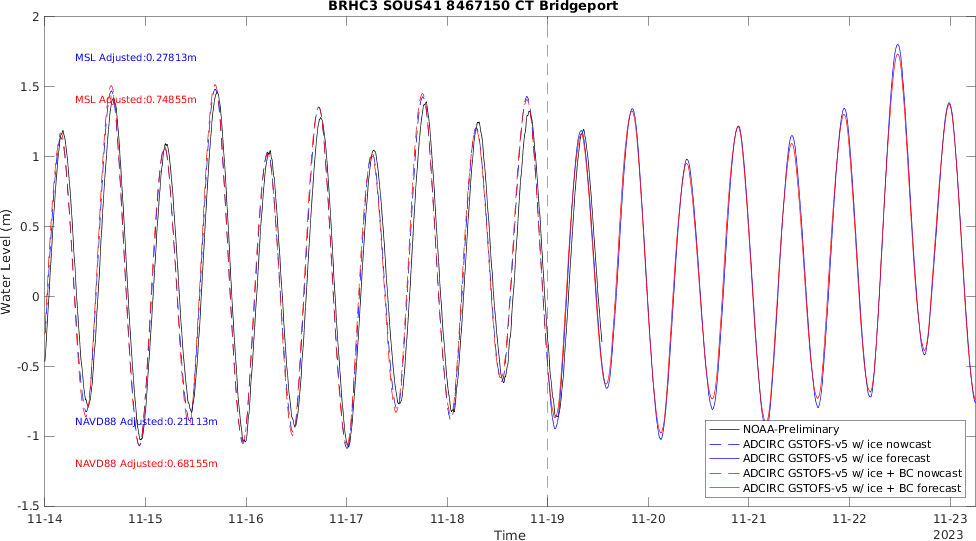 BRHC3 SOUS41 8467150 CT Bridgeport
2
1.5
1
0.5
0
-0.5
-1
-1.5
Water Level (m)
MSL Adjusted:0.27813m
MSL Adjusted:0.74855m
NAVD88 Adjusted:0.21113m
NAVD88 Adjusted:0.68155m
NOAA-Preliminary
ADCIRC GSTOFS-v5 w/ ice nowcast
ADCIRC GSTOFS-v5 w/ ice forecast
ADCIRC GSTOFS-v5 w/ ice + BC nowcast
ADCIRC GSTOFS-v5 w/ ice + BC forecast
11-14 11-15 11-16 11-17 11-18 11-19 11-20 11-21 11-22 11-23
Time
2023